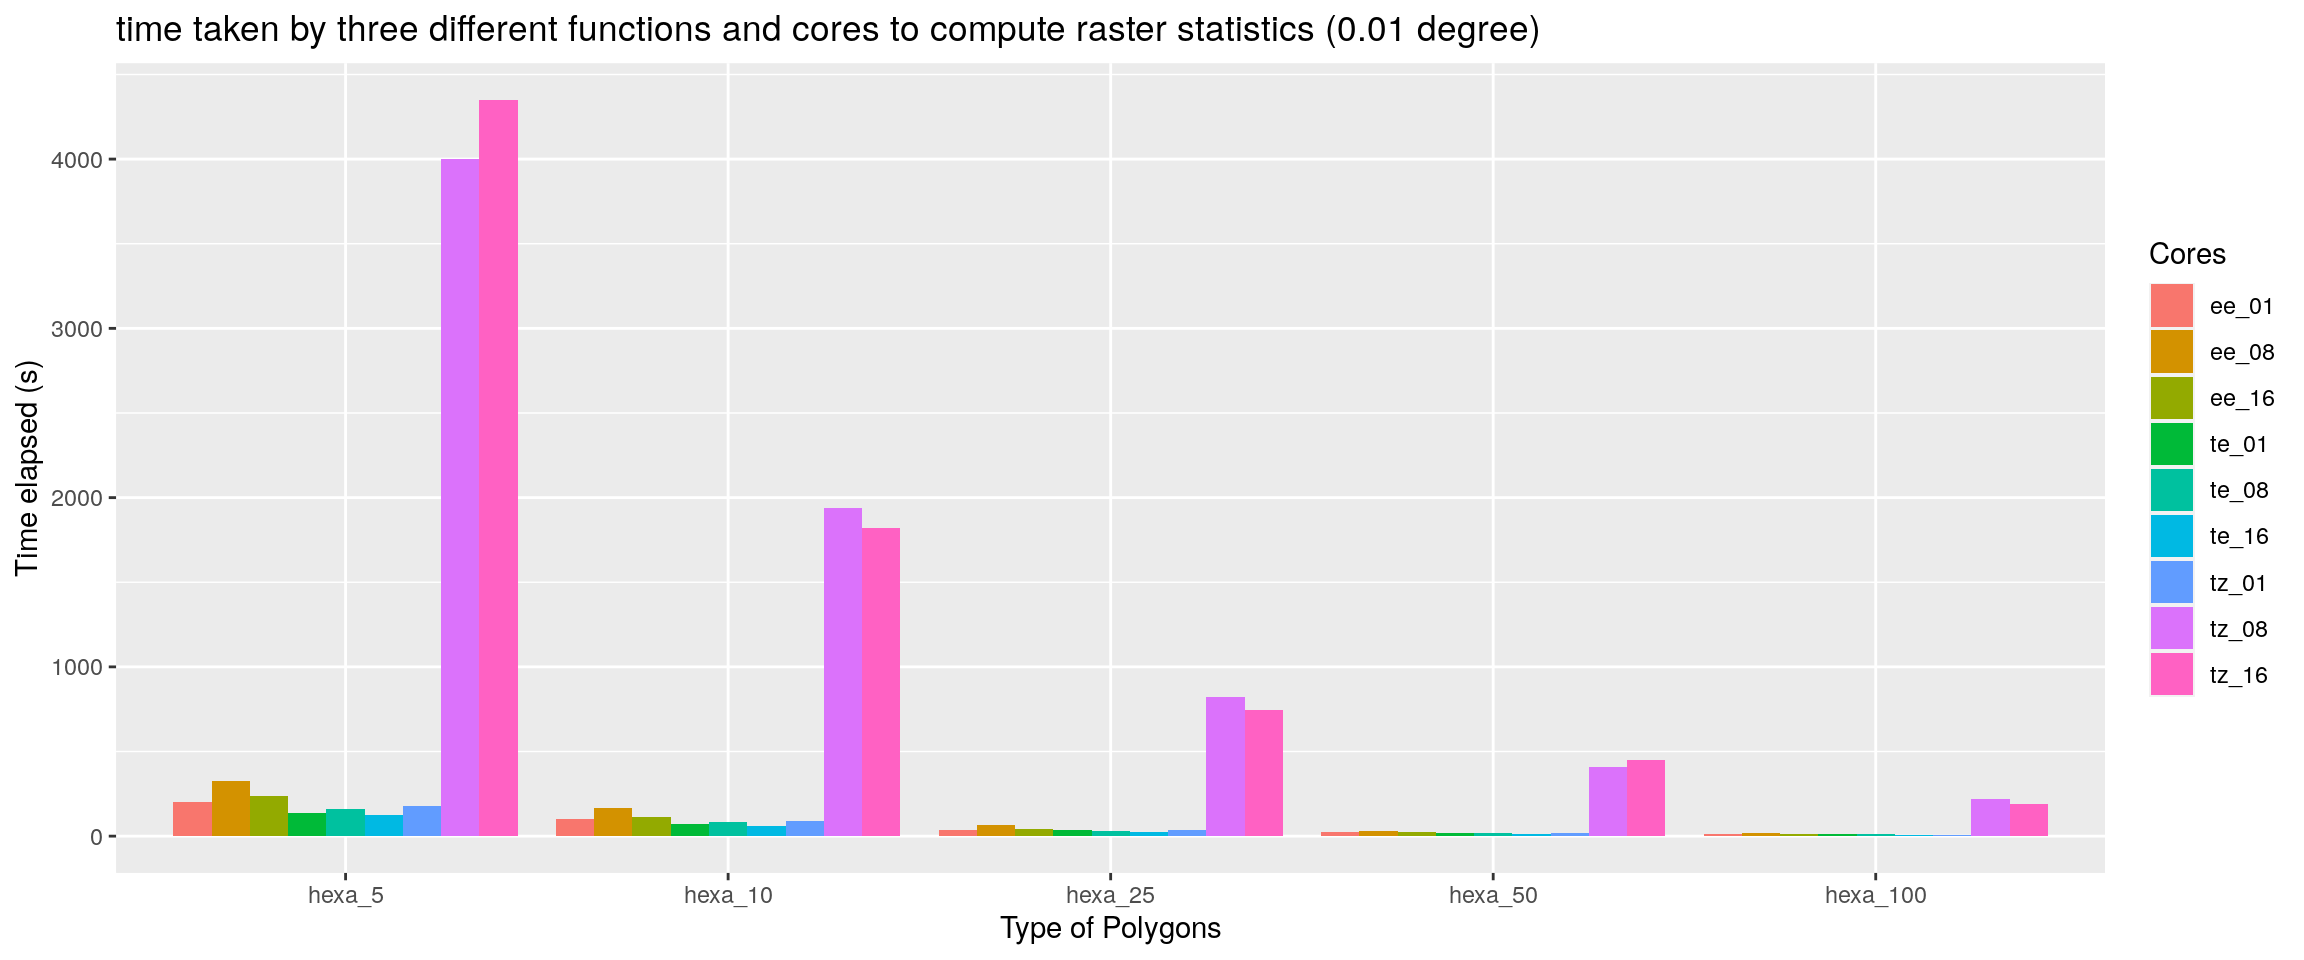 time taken by three different functions and cores to compute raster statistics (0.01 degree)
Time elapsed (s)
4000
3000
2000
1000
0
hexa_5
hexa_10
hexa_25
hexa_50
hexa_100
Type of Polygons
Cores
ee_01
ee_08
ee_16
te_01
te_08
te_16
tz_01
tz_08
tz_16